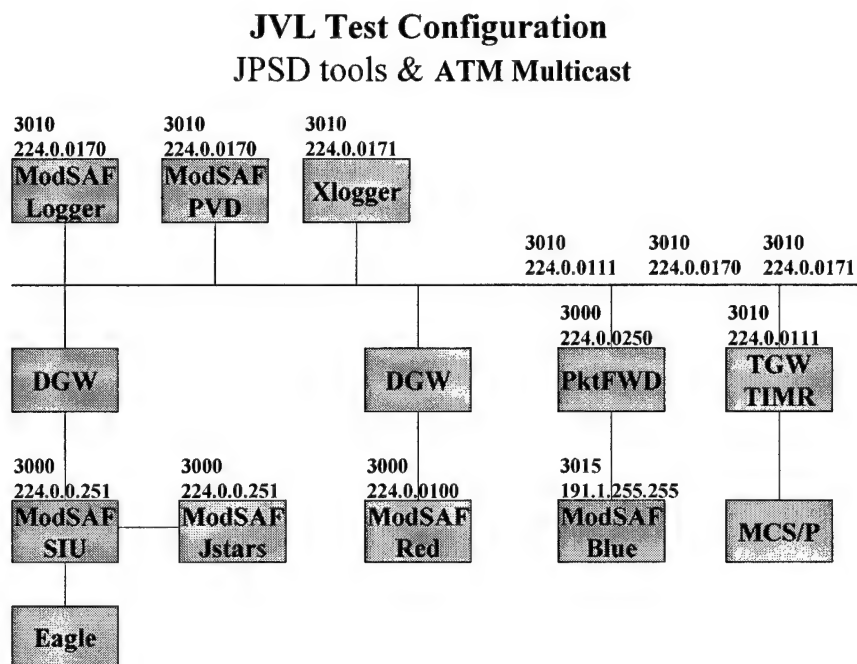 JVL Test Configuration
JPSD tools & ATM Multicast
3010
224.0.0170
ModSAF
Logger
3010
224.0.0170
ModSAF
PVD
3010
224.0.0171
Xlogger
3010
224.0.0111
3010
224.0.0170
3010
224.0.0171
DGW
DGW
3000
224.0.0250
PktFWD
3010
224.0.0111
TGW
TIMR
3000
224.0.0.251
ModSAF
SIU
3000
224.0.0.251
ModSAF
Jstars
3000
224.0.0100
ModSAF
Red
3015
191.1.255.255
ModSAF
Blue
MCS/P
Eagle